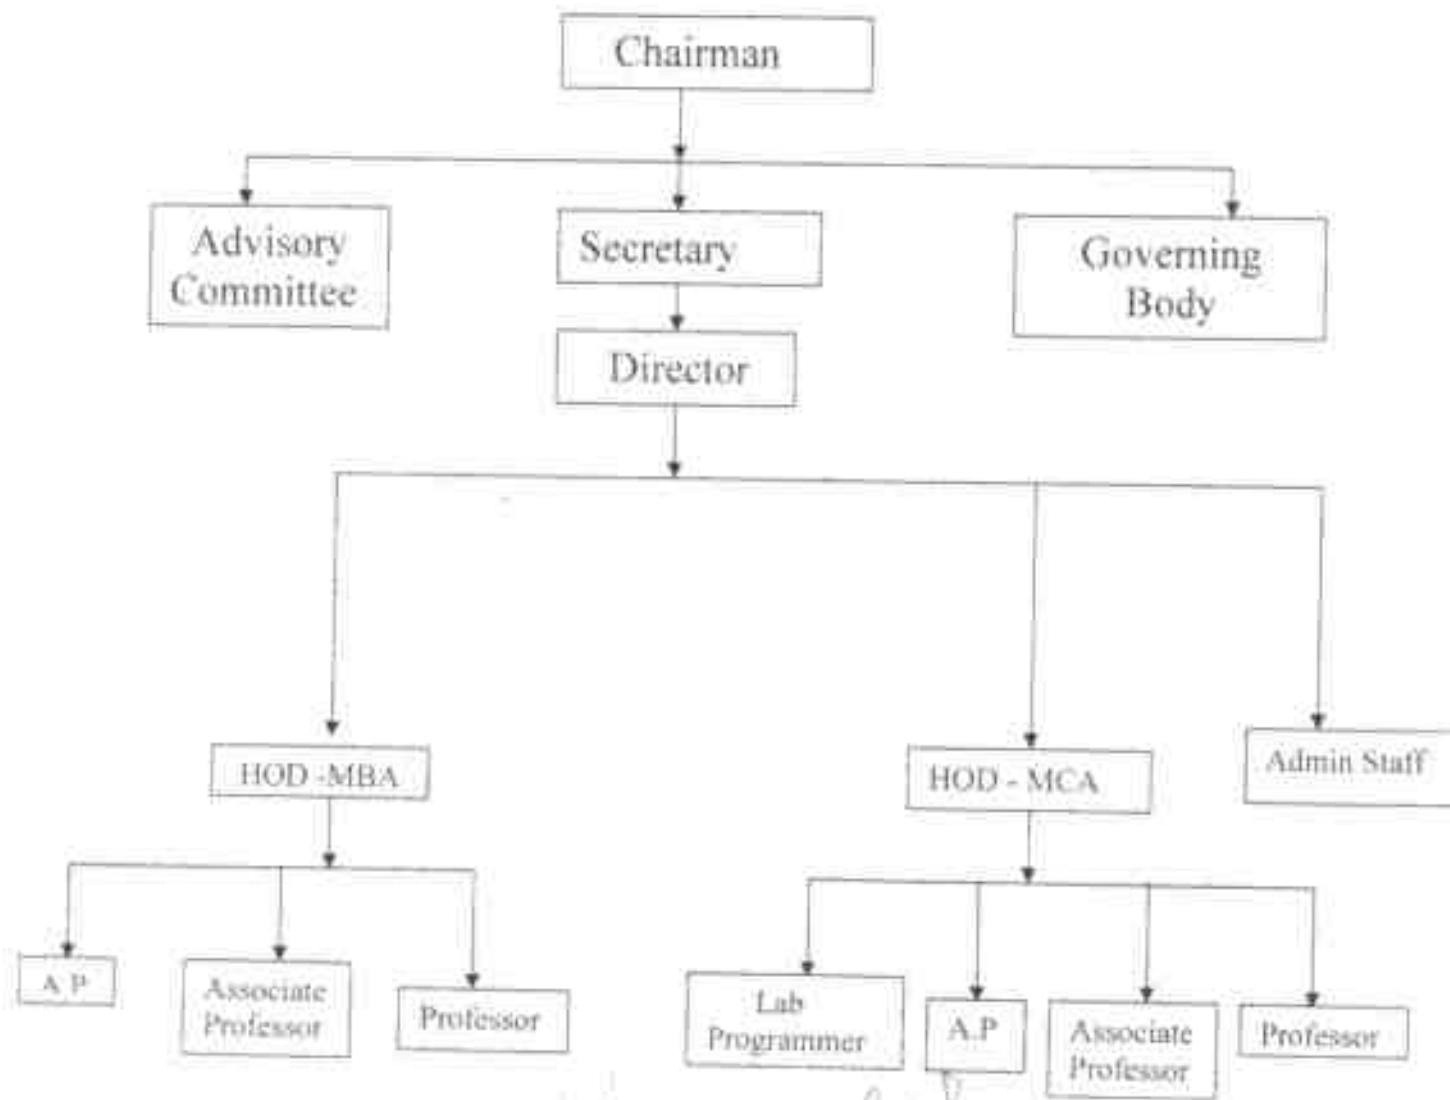 Chairman
Advisory
Committee
Secretary
Governing
Body
Director
HOD -MBA
HOD - MCA
Admin Staff
A.P
Associate
Professor
Professor
Lab
Programmer
A.P
Associate
Professor
Professor